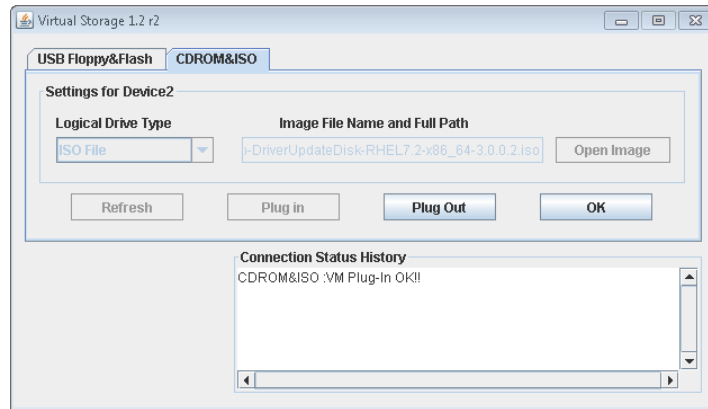 Virtual Storage 1.2 r2
USB Floppy&Flash CDROM&ISO
Settings for Device2
Logical Drive Type Image File Name and Full Path
ISO File -DriverUpdateDisk-RHEL7.2-x86_64-3.0.0.2.iso Open Image
Refresh Plug in Plug Out OK
Connection Status History
CDROM&ISO :VM Plug-In OK!!